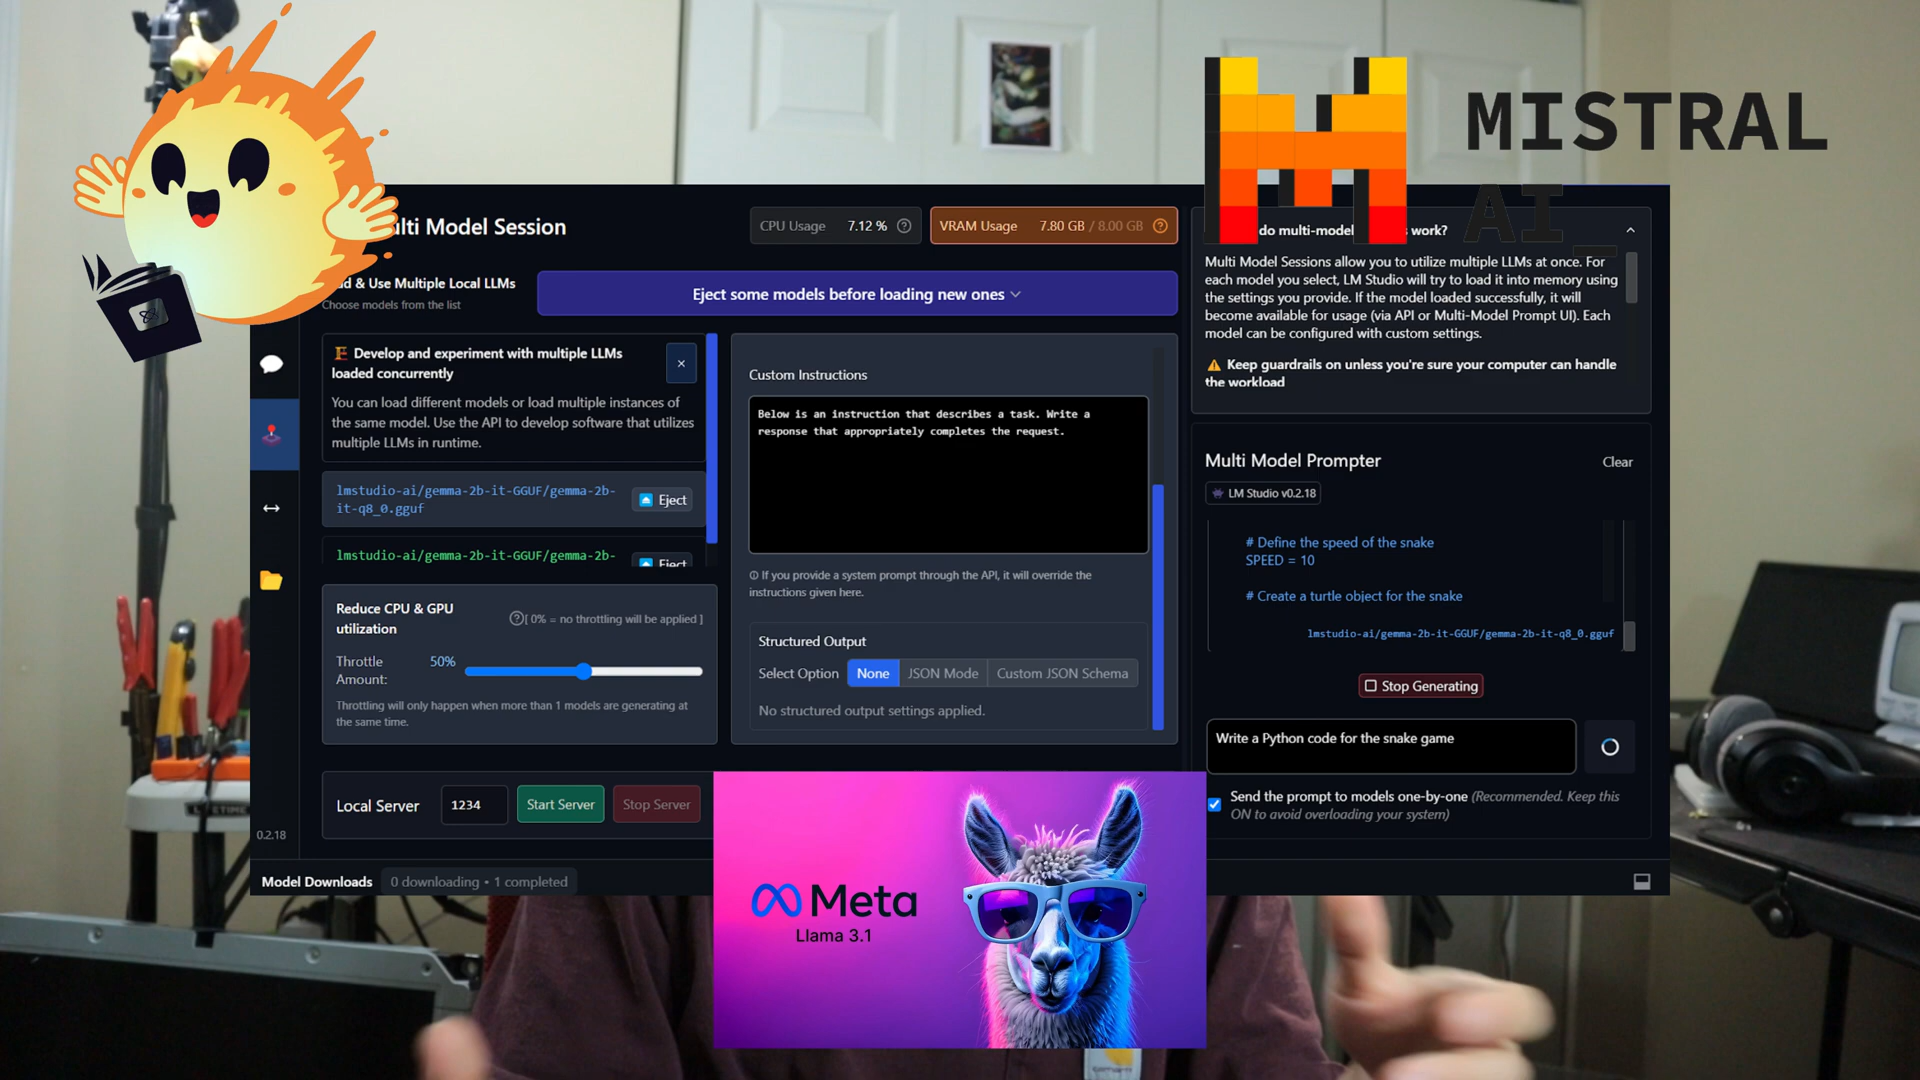 MISTRAL
AI_
lti Model Session
CPU Usage 7.12 %
VRAM Usage 7.80 GB / 8.00 GB
d & Use Multiple Local LLMs
Choose models from the list
Eject some models before loading new ones
Develop and experiment with multiple LLMs
loaded concurrently
You can load different models or load multiple instances of
the same model. Use the API to develop software that utilizes
multiple LLMs in runtime.
lmstudio-ai/gemma-2b-it-GGUF/gemma-2b-
it-q8_0.gguf
Eject
lmstudio-ai/gemma-2b-it-GGUF/gemma-2b-
Eject
Reduce CPU & GPU
utilization
[ 0% = no throttling will be applied ]
Throttle
Amount:
50%
Throttling will only happen when more than 1 models are generating at
the same time.
Local Server
1234
Start Server
Stop Server
0.2.18
Model Downloads
0 downloading • 1 completed
Custom Instructions
Below is an instruction that describes a task. Write a
response that appropriately completes the request.
If you provide a system prompt through the API, it will override the
instructions given here.
Structured Output
Select Option None JSON Mode Custom JSON Schema
No structured output settings applied.
do multi-model work?
Multi Model Sessions allow you to utilize multiple LLMs at once. For
each model you select, LM Studio will try to load it into memory using
the settings you provide. If the model loaded successfully, it will
become available for usage (via API or Multi-Model Prompt UI). Each
model can be configured with custom settings.
Keep guardrails on unless you're sure your computer can handle
the workload
Multi Model Prompter
Clear
LM Studio v0.2.18
# Define the speed of the snake
SPEED = 10
# Create a turtle object for the snake
lmstudio-ai/gemma-2b-it-GGUF/gemma-2b-it-q8_0.gguf
Stop Generating
Write a Python code for the snake game
Send the prompt to models one-by-one (Recommended. Keep this
ON to avoid overloading your system)
Meta
Llama 3.1
LIFETIME